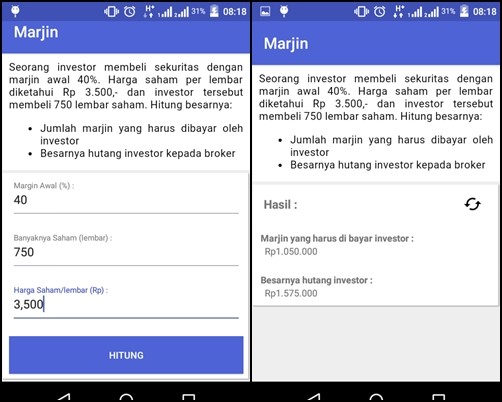 31% 08:18
Marjin
Seorang investor membeli sekuritas dengan
marjin awal 40%. Harga saham per lembar
diketahui Rp 3.500,- dan investor tersebut
membeli 750 lembar saham. Hitung besarnya:
• Jumlah marjin yang harus dibayar oleh
investor
• Besarnya hutang investor kepada broker
Margin Awal (%) :
40
Banyaknya Saham (lembar) :
750
Harga Saham/lembar (Rp) :
3,500
HITUNG
31% 08:18
Marjin
Seorang investor membeli sekuritas dengan
marjin awal 40%. Harga saham per lembar
diketahui Rp 3.500,- dan investor tersebut
membeli 750 lembar saham. Hitung besarnya:
• Jumlah marjin yang harus dibayar oleh
investor
• Besarnya hutang investor kepada broker
Hasil :
Marjin yang harus di bayar investor :
Rp1.050.000
Besarnya hutang investor :
Rp1.575.000